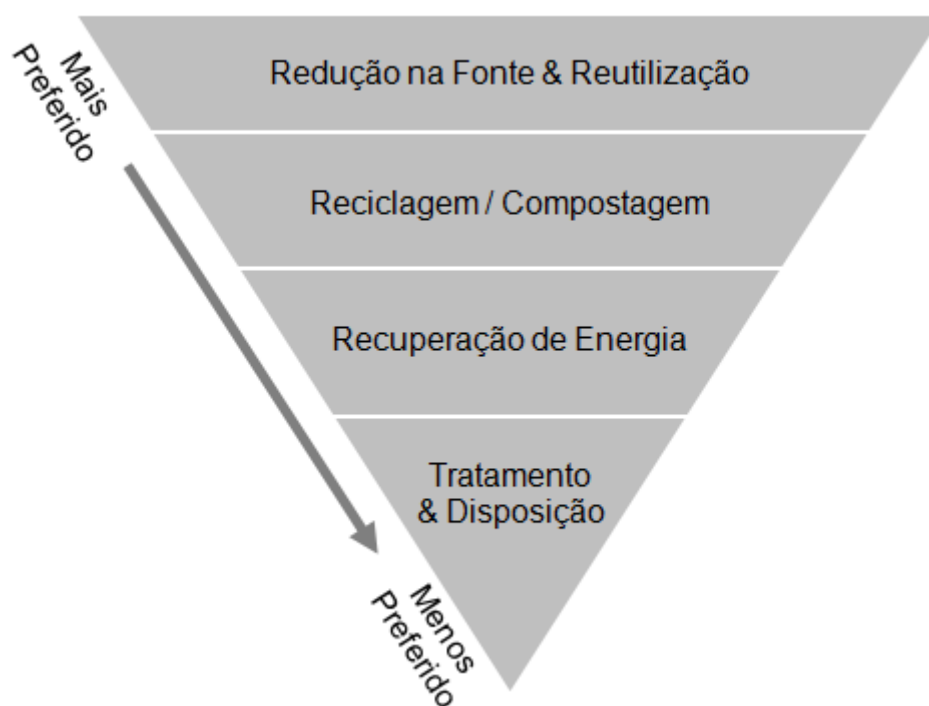 Mais
Preferido
Redução na Fonte & Reutilização
Reciclagem / Compostagem
Recuperação de Energia
Tratamento
& Disposição
Menos
Preferido